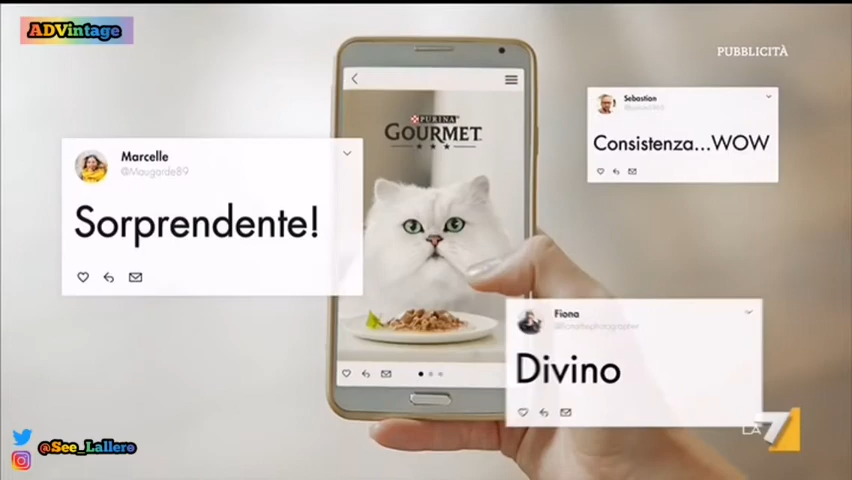 ADVintage
PUBBLICITÀ
PURINA
GOURMET
Marcelle
@Maugarde89
Sorprendente!
Sebastian
Consistenza...WOW
Fiona
Divino
LA7
@See_Lallero